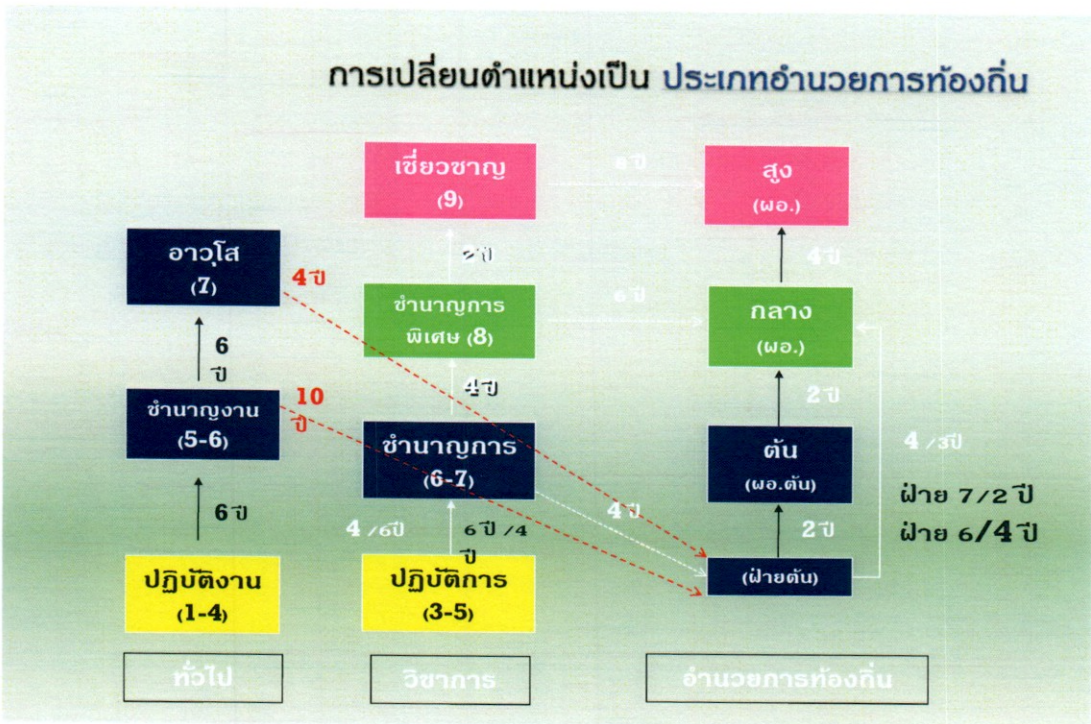 การเปลี่ยนตำแหน่งเป็น ประเภทอำนวยการท้องถิ่น
เชี่ยวชาญ
(9)
สูง
(ผอ.)
อาวุโส
(7)
4 ปี
4 ปี
ชำนาญการ
พิเศษ (8)
6 ปี
กลาง
(ผอ.)
6
ปี
ชำนาญงาน
(5-6)
10
ปี
4 ปี
2 ปี
ชำนาญการ
(6-7)
ต้น
(ผอ.ต้น)
4 /3ปี
ฝ่าย 7/2 ปี
ฝ่าย 6/4 ปี
6 ปี
4 /6ปี
6 ปี /4
ปี
4 ปี
2 ปี
ปฏิบัติงาน
(1-4)
ปฏิบัติการ
(3-5)
(ฝ่ายต้น)
ทั่วไป
วิชาการ
อำนวยการท้องถิ่น